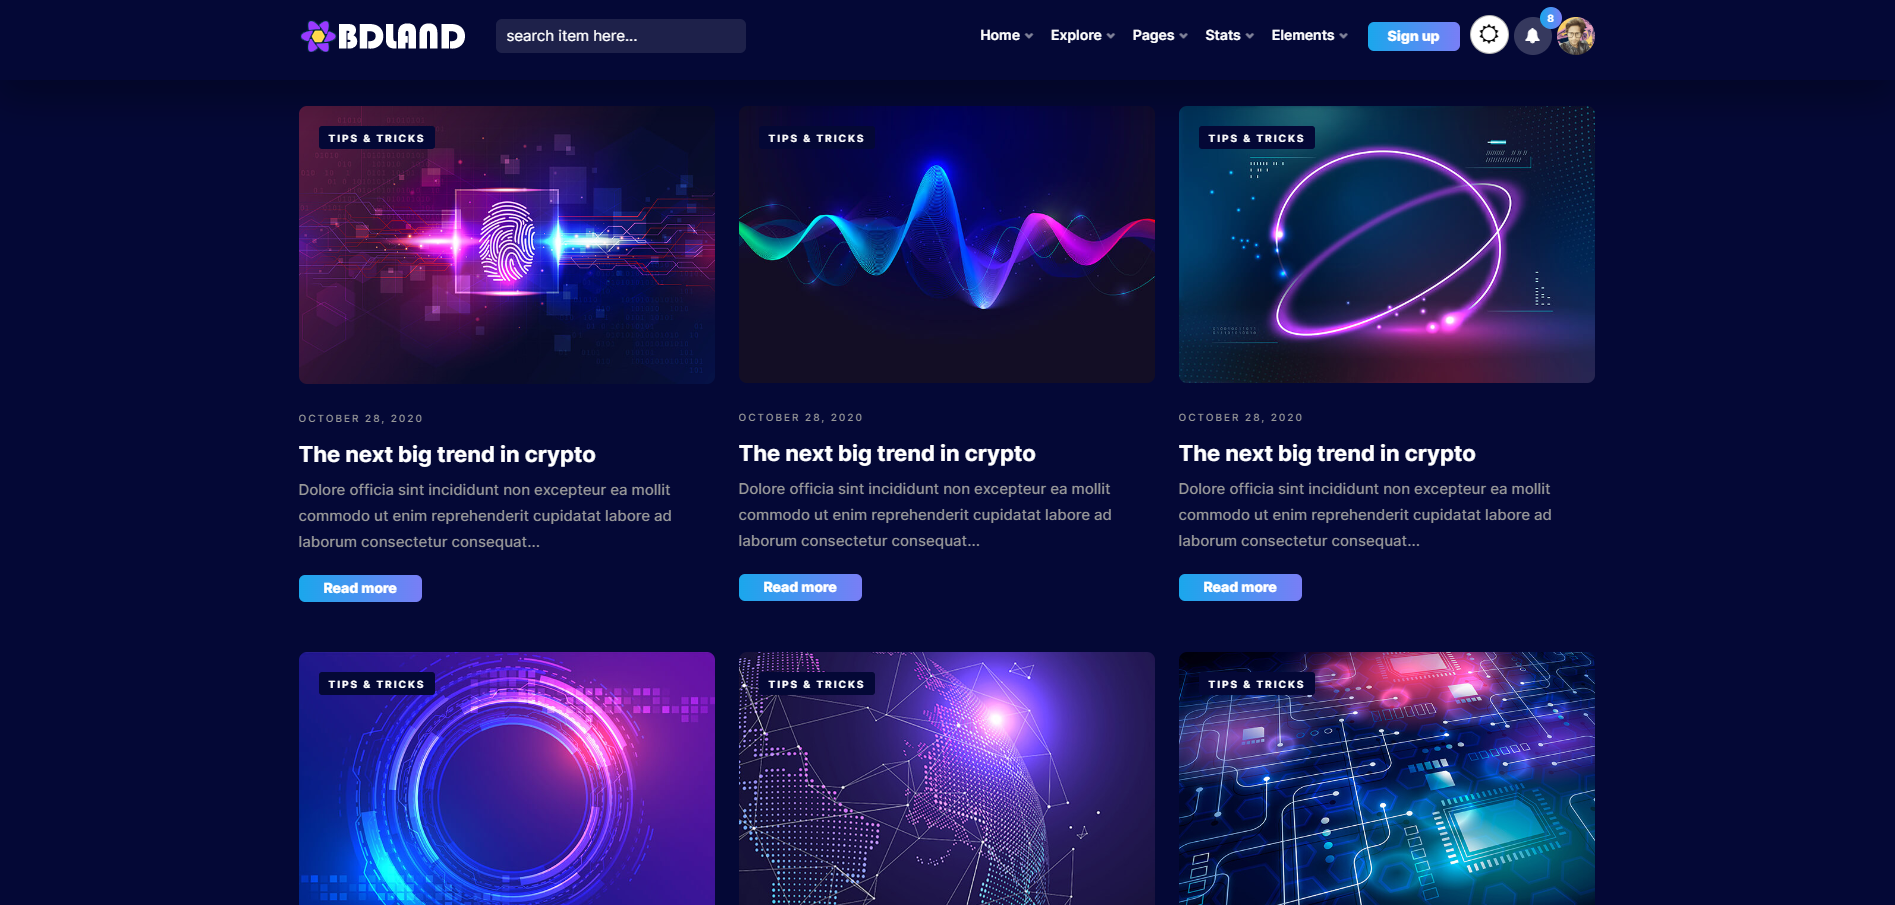 BDLAND
search item here...
Home
Explore
Pages
Stats
Elements
Sign up
8
TIPS & TRICKS
TIPS & TRICKS
TIPS & TRICKS
OCTOBER 28, 2020
OCTOBER 28, 2020
OCTOBER 28, 2020
The next big trend in crypto
The next big trend in crypto
The next big trend in crypto
Dolore officia sint incididunt non excepteur ea mollit
commodo ut enim reprehenderit cupidatat labore ad
laborum consectetur consequat...
Dolore officia sint incididunt non excepteur ea mollit
commodo ut enim reprehenderit cupidatat labore ad
laborum consectetur consequat...
Dolore officia sint incididunt non excepteur ea mollit
commodo ut enim reprehenderit cupidatat labore ad
laborum consectetur consequat...
Read more
Read more
Read more
TIPS & TRICKS
TIPS & TRICKS
TIPS & TRICKS